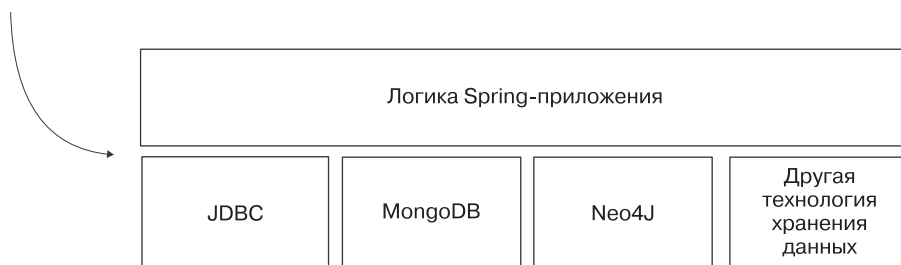 Логика Spring-приложения
JDBC
MongoDB
Neo4J
Другая
технология
хранения
данных